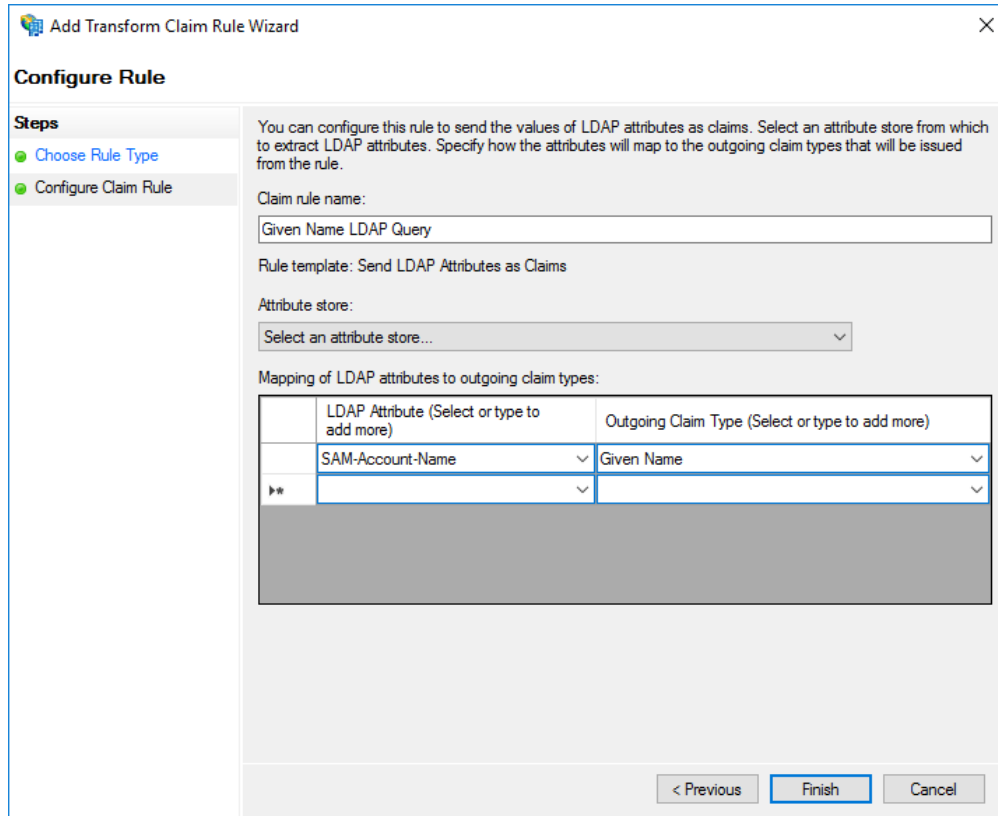 Add Transform Claim Rule Wizard
Configure Rule
Steps
Choose Rule Type
Configure Claim Rule
You can configure this rule to send the values of LDAP attributes as claims. Select an attribute store from which
to extract LDAP attributes. Specify how the attributes will map to the outgoing claim types that will be issued
from the rule.
Claim rule name:
Given Name LDAP Query
Rule template: Send LDAP Attributes as Claims
Attribute store:
Select an attribute store...
Mapping of LDAP attributes to outgoing claim types:
LDAP Attribute (Select or type to
add more)
Outgoing Claim Type (Select or type to add more)
SAM-Account-Name
Given Name
< Previous
Finish
Cancel